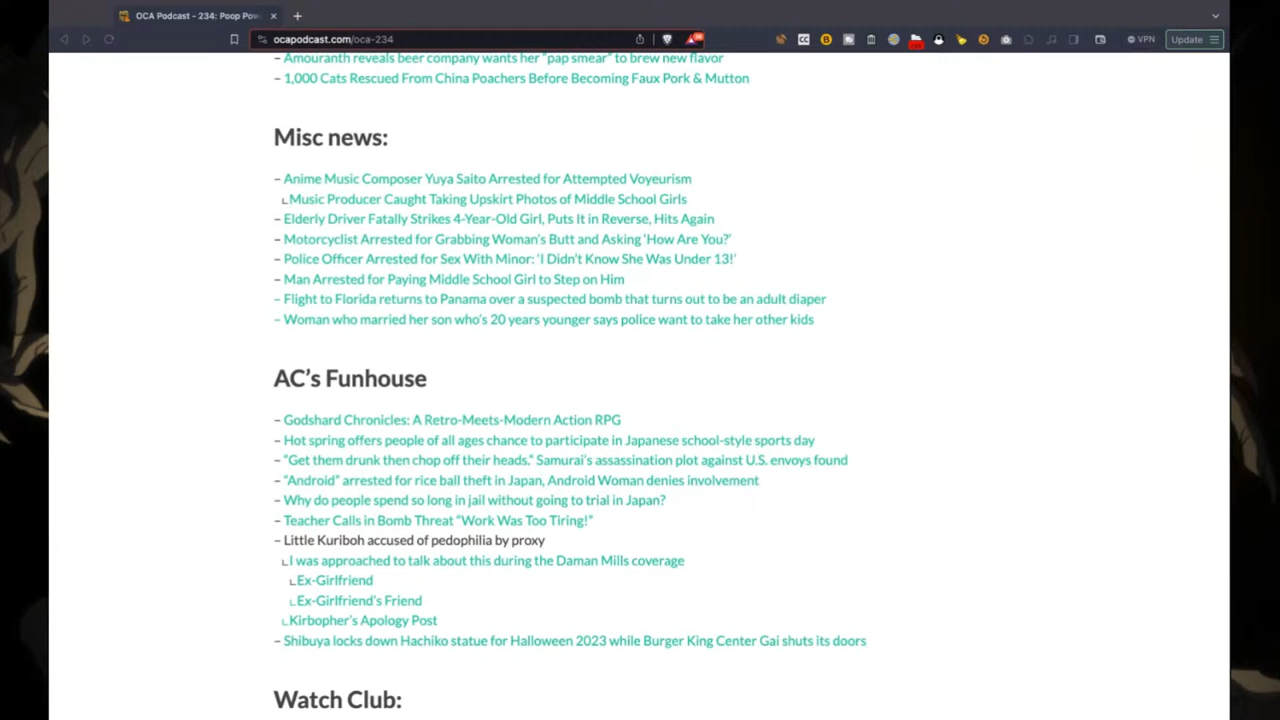 OCA Podcast - 234: Poop Pow
ocapodcast.com/oca-234
VPN
Update
– Amouranth reveals beer company wants her "pap smear" to brew new flavor
– 1,000 Cats Rescued From China Poachers Before Becoming Faux Pork & Mutton
Misc news:
– Anime Music Composer Yuya Saito Arrested for Attempted Voyeurism
∟Music Producer Caught Taking Upskirt Photos of Middle School Girls
– Elderly Driver Fatally Strikes 4-Year-Old Girl, Puts It in Reverse, Hits Again
– Motorcyclist Arrested for Grabbing Woman's Butt and Asking 'How Are You?'
– Police Officer Arrested for Sex With Minor: 'I Didn't Know She Was Under 13!'
– Man Arrested for Paying Middle School Girl to Step on Him
– Flight to Florida returns to Panama over a suspected bomb that turns out to be an adult diaper
– Woman who married her son who's 20 years younger says police want to take her other kids
AC's Funhouse
– Godshard Chronicles: A Retro-Meets-Modern Action RPG
– Hot spring offers people of all ages chance to participate in Japanese school-style sports day
– "Get them drunk then chop off their heads." Samurai's assassination plot against U.S. envoys found
– "Android" arrested for rice ball theft in Japan, Android Woman denies involvement
– Why do people spend so long in jail without going to trial in Japan?
– Teacher Calls in Bomb Threat "Work Was Too Tiring!"
– Little Kuriboh accused of pedophilia by proxy
∟I was approached to talk about this during the Daman Mills coverage
∟Ex-Girlfriend
∟Ex-Girlfriend's Friend
∟Kirbopher's Apology Post
– Shibuya locks down Hachiko statue for Halloween 2023 while Burger King Center Gai shuts its doors
Watch Club: